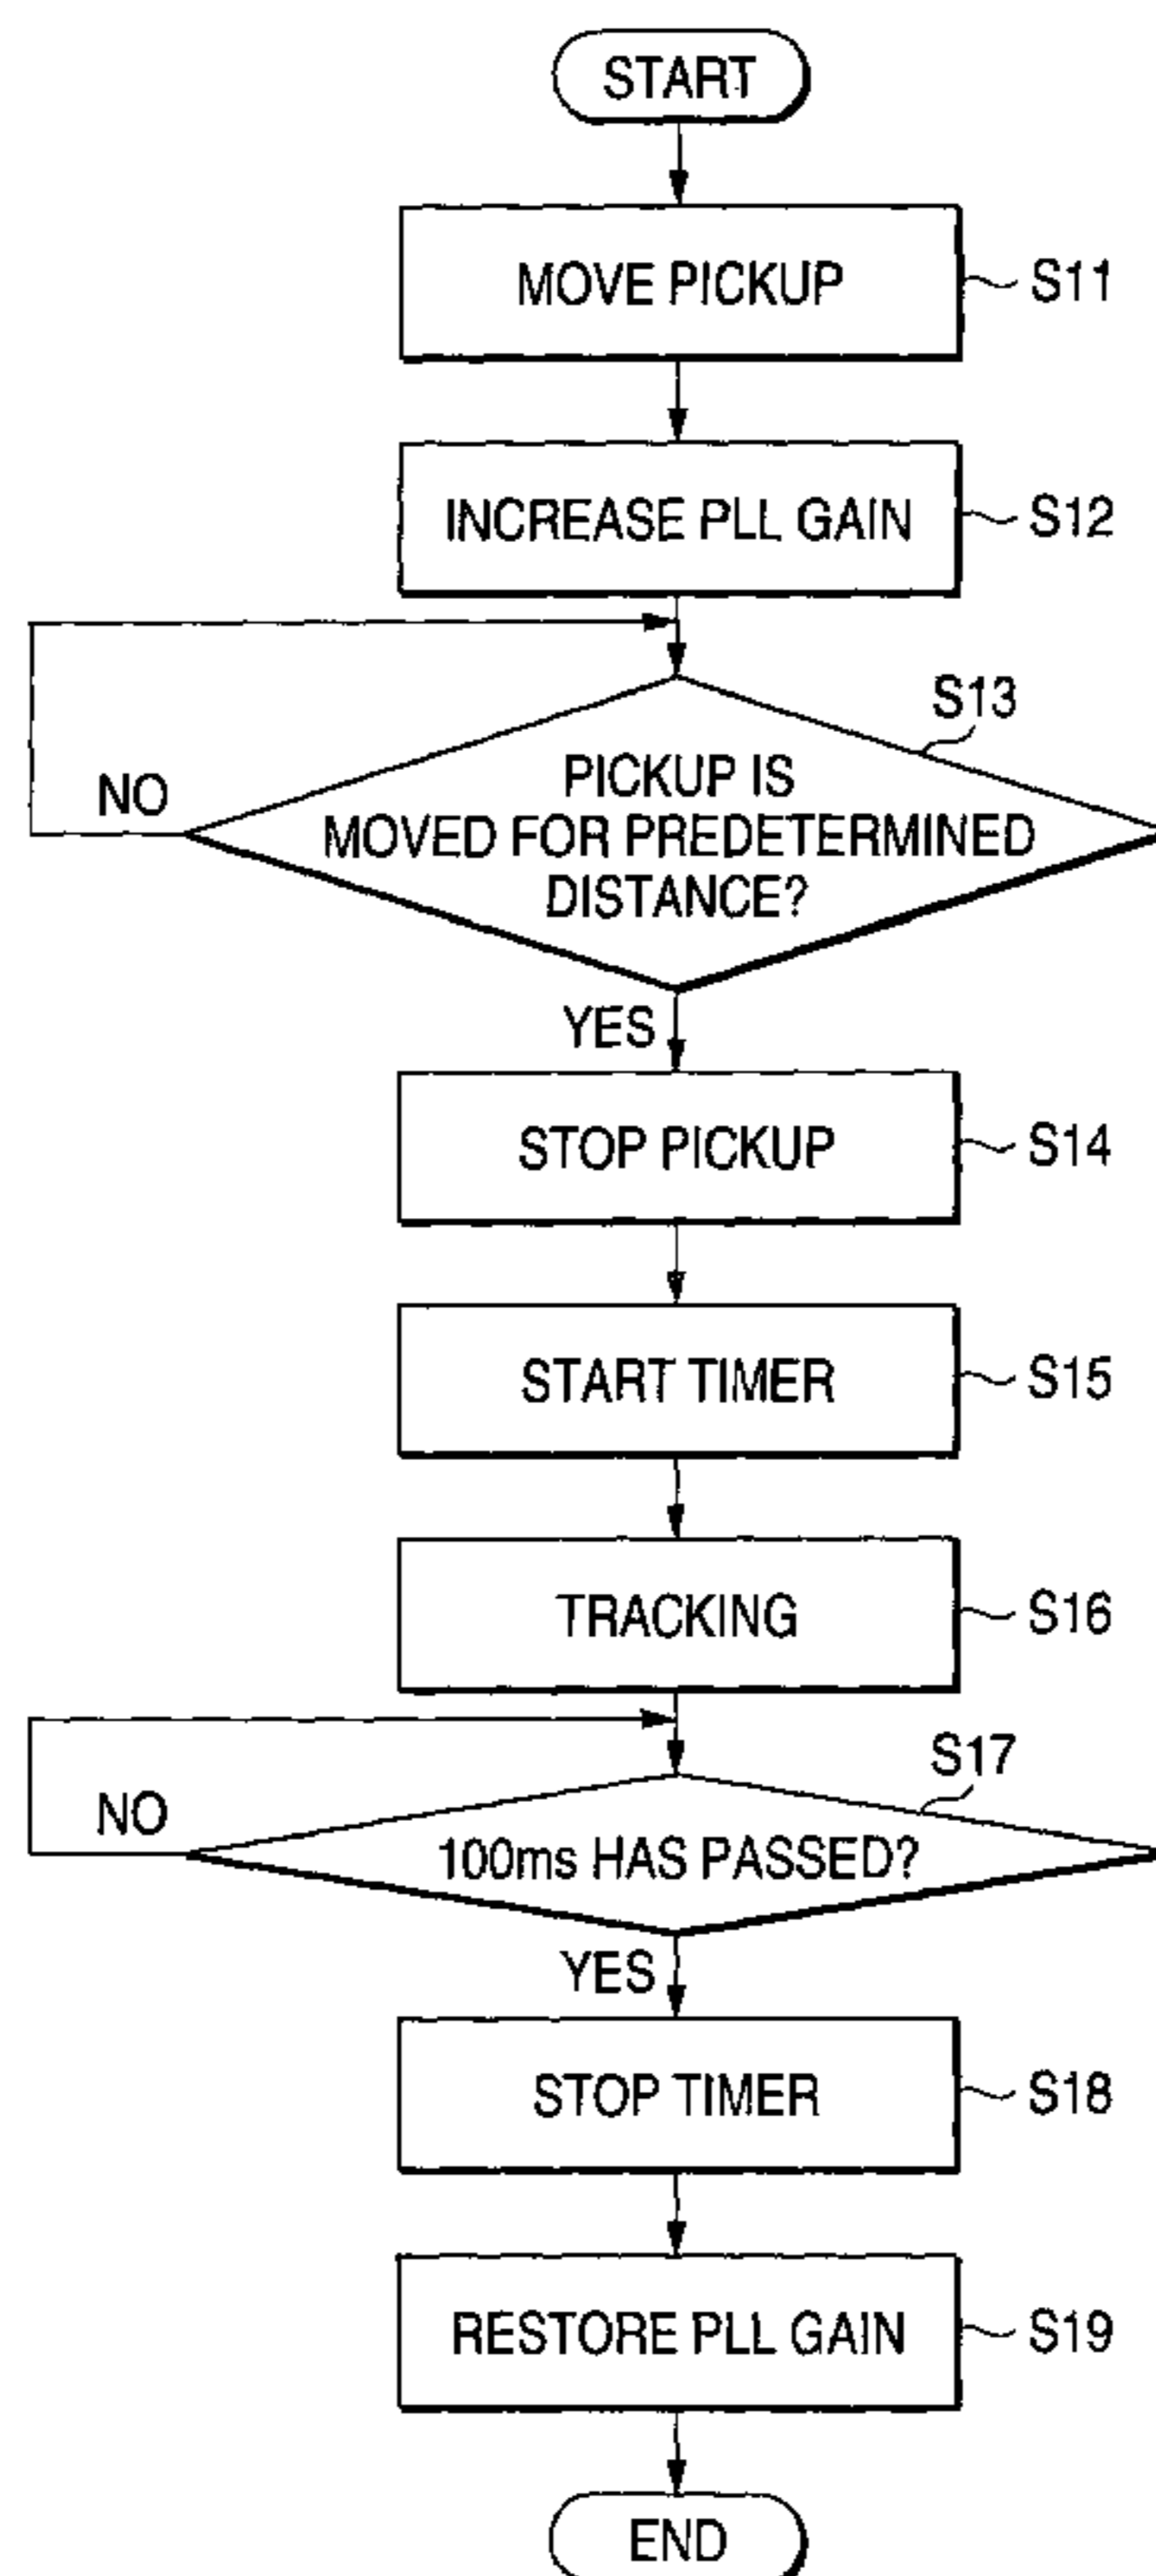 START
MOVE PICKUP
S11
INCREASE PLL GAIN
S12
S13
PICKUP IS
MOVED FOR PREDETERMINED
DISTANCE?
NO
YES
STOP PICKUP
S14
START TIMER
S15
TRACKING
S16
S17
NO
100ms HAS PASSED?
YES
STOP TIMER
S18
RESTORE PLL GAIN
S19
END